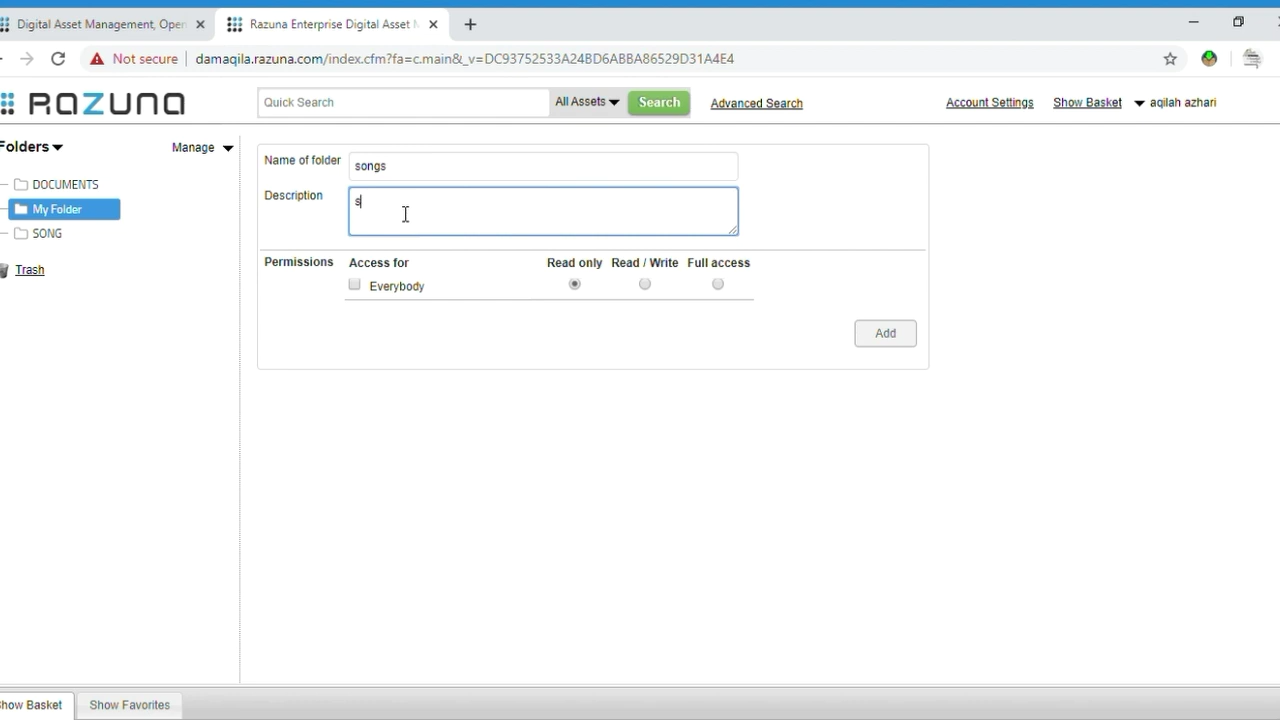 Digital Asset Management, Open
Razuna Enterprise Digital Asset M
Not secure
damaqila.razuna.com/index.cfm?fa=c.main&_v=DC93752533A24BD6ABBA86529D31A4E4
RAZUNA
Quick Search
All Assets
Search
Advanced Search
Account Settings
Show Basket
aqilah azhari
Folders
Manage
DOCUMENTS
My Folder
SONG
Trash
Name of folder
songs
Description
s
Permissions
Access for
Read only
Read / Write
Full access
Everybody
Add
Show Basket
Show Favorites